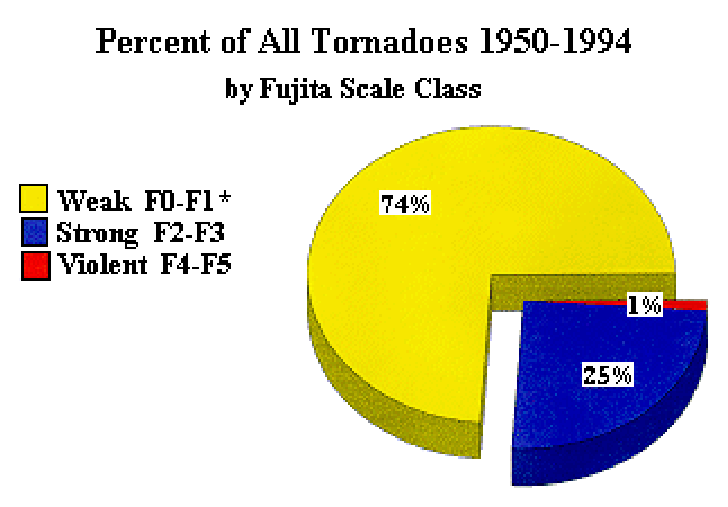 Percent of All Tornadoes 1950-1994
by Fujita Scale Class
Weak F0-F1*
Strong F2-F3
Violent F4-F5
74%
1%
25%